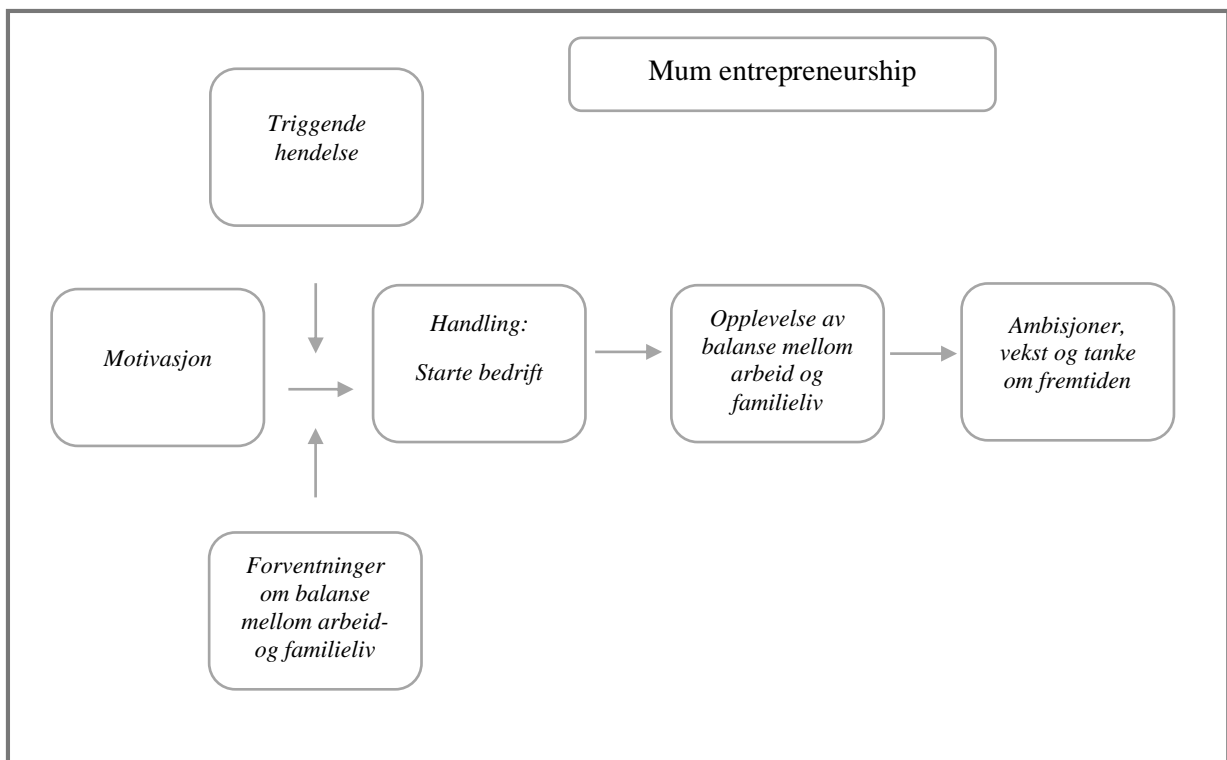 Mum entrepreneurship
Triggende
hendelse
Motivasjon
Handling:
Starte bedrift
Opplevelse av
balanse mellom
arbeid og
familieliv
Ambisjoner,
vekst og tanke
om fremtiden
Forventninger
om balanse
mellom arbeid-
og familieliv